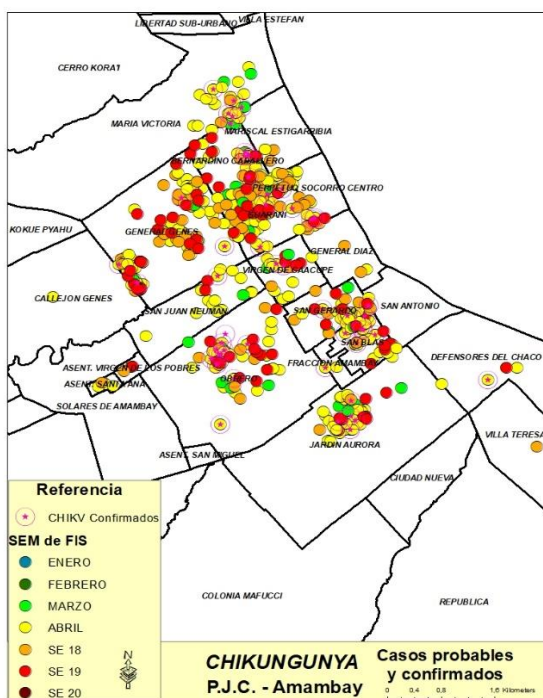 LIBERTAD SUB-URBANO
VILLA ESTEFAN
CERRO KORA'I
MARIA VICTORIA
MARISCAL ESTIGARRIBIA
BERNARDINO CABALLERO
PERPETUO SOCORRO CENTRO
GUARANI
KOKUE PYAHU
GENERAL GENES
GENERAL DIAZ
VIRGEN DE CAACUPE
CALLEJON GENES
SAN JUAN NEUMAN
SAN GERARDO
SAN ANTONIO
SAN BLAS
ASENT. VIRGEN DE LOS POBRES
FRACCION AMAMBAY
DEFENSORES DEL CHACO
OBRERO
ASENT. SANTA ANA
SOLARES DE AMAMBAY
VILLA TERESA
JARDIN AURORA
ASENT. SAN MIGUEL
CIUDAD NUEVA
COLONIA MAFUCCI
REPUBLICA
Referencia
CHIKV Confirmados
SEM de FIS
ENERO
FEBRERO
MARZO
ABRIL
SE 18
SE 19
SE 20
N
CHIKUNGUNYA
P.J.C. - Amambay
Casos probables
y confirmados
0 0,4 0,8 1,6 Kilometers